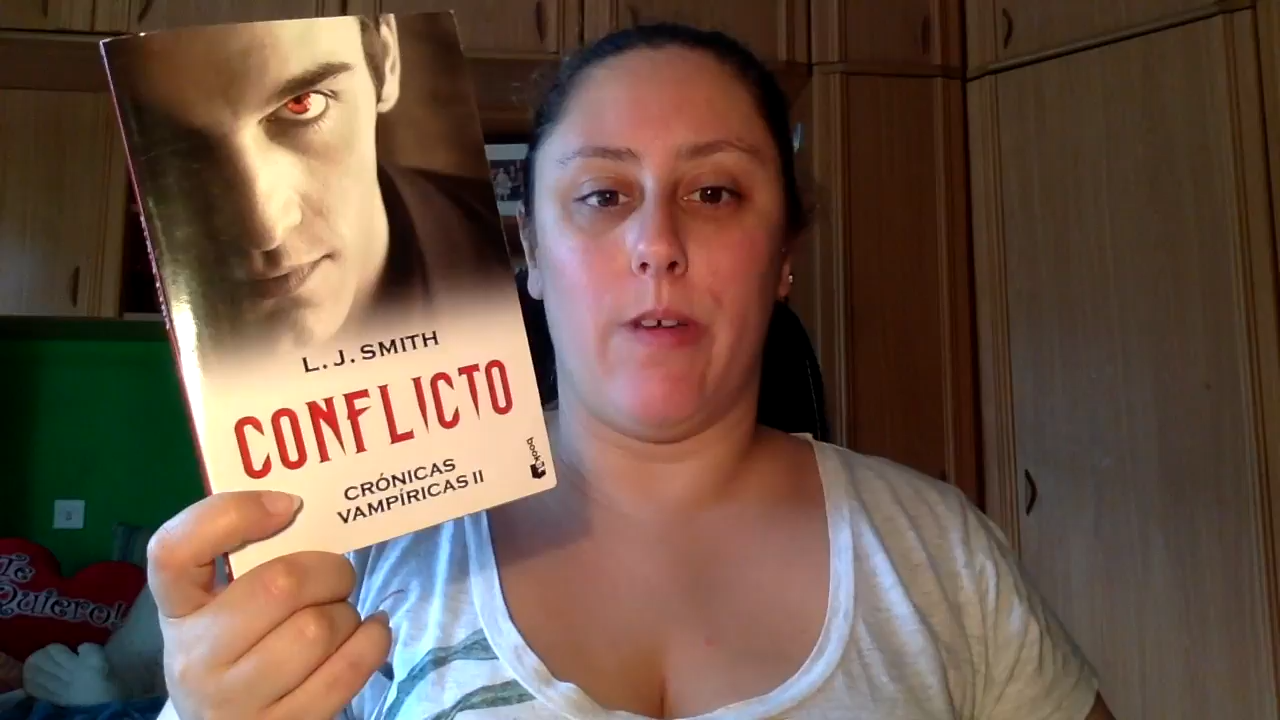 L. J. SMITH
CONFLICTO
CRÓNICAS
VAMPÍRICAS II
booket
¡Te
Quiero!